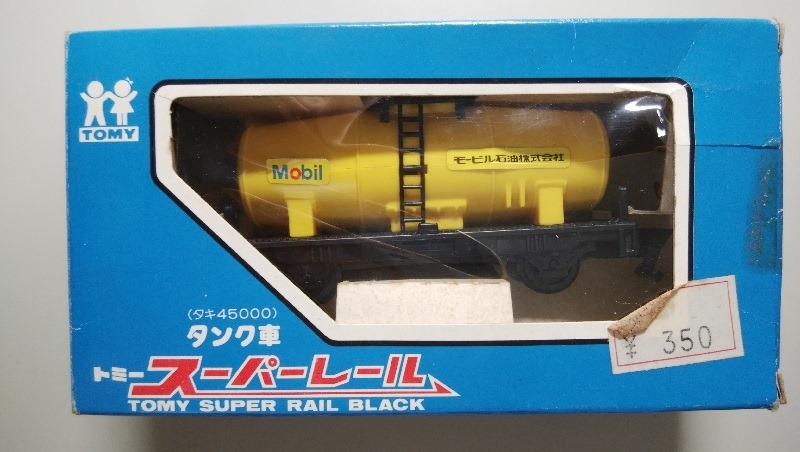 TOMY
Mobil
モービル石油株式会社
(タキ45000)
タンク車
トミー スーパーレール
TOMY SUPER RAIL BLACK
¥ 350